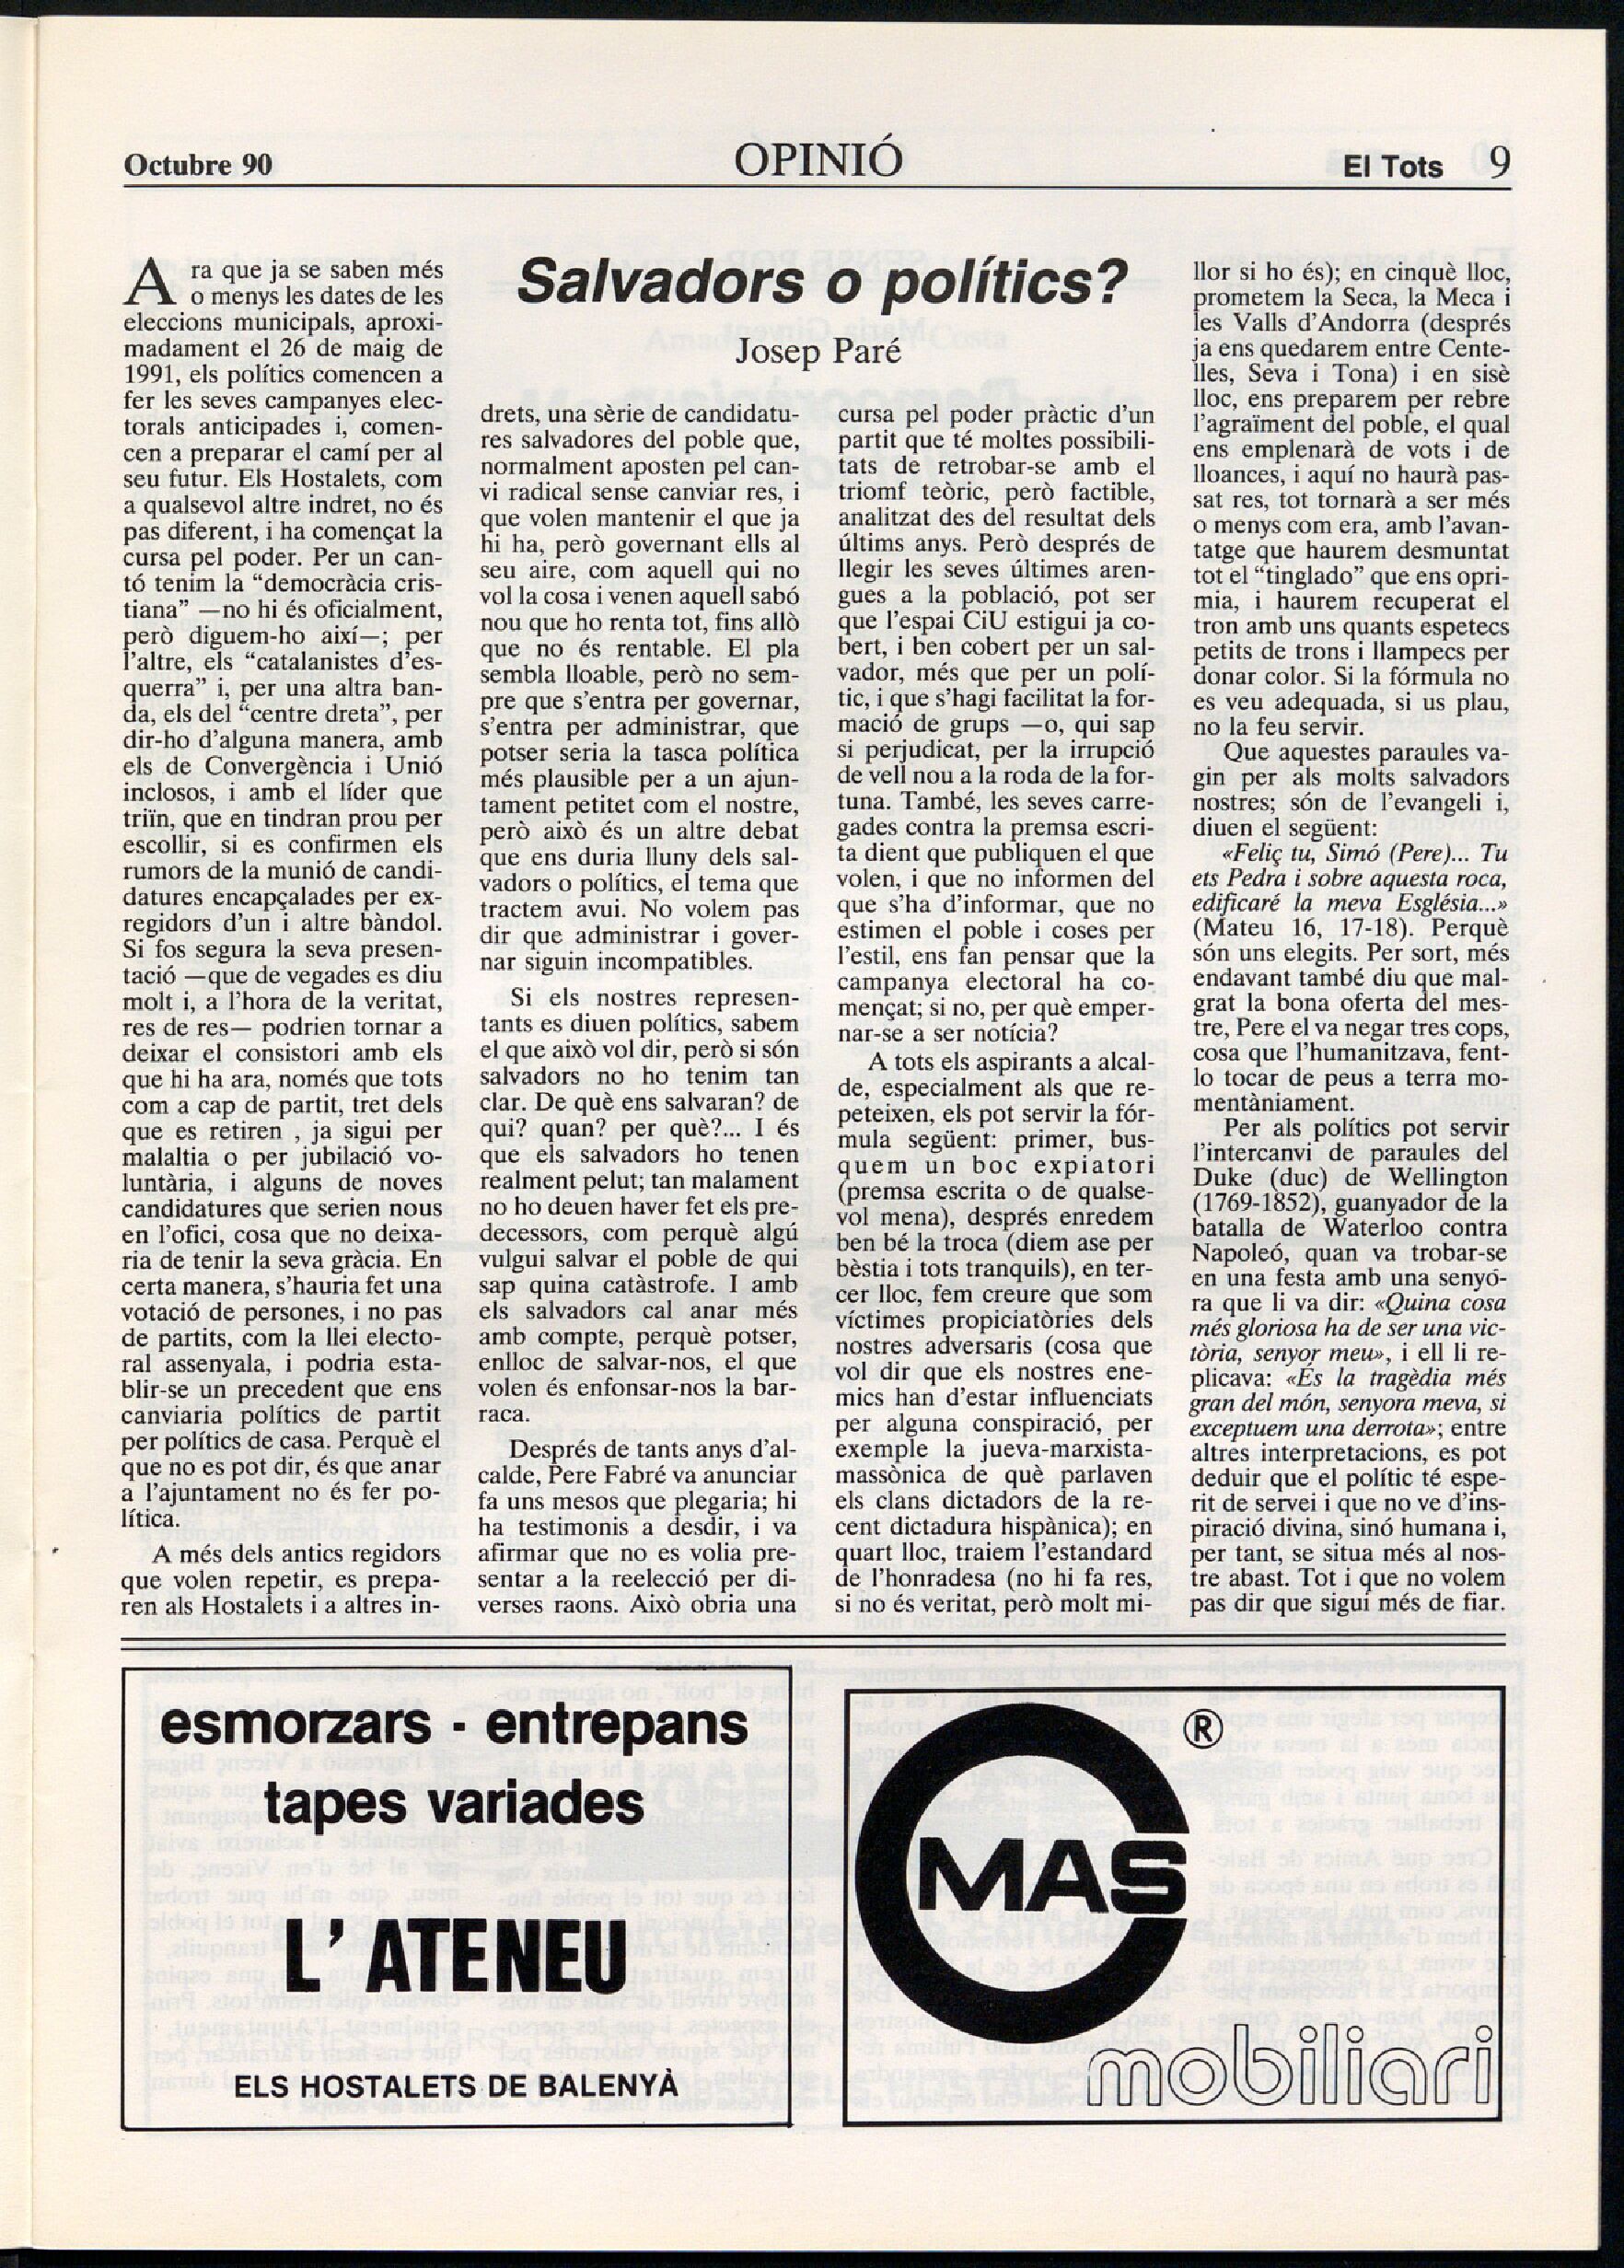 Octubre 90
OPINIÓ
El Tots 9
Salvadors o polítics?
Josep Paré
Ara que ja se saben més
o menys les dates de les
eleccions municipals, aproxi-
madament el 26 de maig de
1991, els polítics comencen a
fer les seves campanyes elec-
torals anticipades i, comen-
cen a preparar el camí per al
seu futur. Els Hostalets, com
a qualsevol altre indret, no és
pas diferent, i ha començat la
cursa pel poder. Per un can-
tó tenim la “democràcia cris-
tiana” —no hi és oficialment,
però diguem-ho així—; per
l’altre, els “catalanistes d’es-
querra” i, per una altra ban-
da, els del “centre dreta”, per
dir-ho d’alguna manera, amb
els de Convergència i Unió
inclosos, i amb el líder que
triïn, que en tindran prou per
escollir, si es confirmen els
rumors de la munió de candi-
datures encapçalades per ex-
regidors d’un i altre bàndol.
Si fos segura la seva presen-
tació —que de vegades es diu
molt i, a l’hora de la veritat,
res de res— podrien tornar a
deixar el consistori amb els
que hi ha ara, només que tots
com a cap de partit, tret dels
que es retiren , ja sigui per
malaltia o per jubilació vo-
luntària, i alguns de noves
candidatures que serien nous
en l’ofici, cosa que no deixa-
ria de tenir la seva gràcia. En
certa manera, s’hauria fet una
votació de persones, i no pas
de partits, com la llei electo-
ral assenyala, i podria esta-
blir-se un precedent que ens
canviaria polítics de partit
per polítics de casa. Perquè el
que no es pot dir, és que anar
a l’ajuntament no és fer po-
lítica.
A més dels antics regidors
que volen repetir, es prepa-
ren als Hostalets i a altres in-
drets, una sèrie de candidatu-
res salvadores del poble que,
normalment aposten pel can-
vi radical sense canviar res, i
que volen mantenir el que ja
hi ha, però governant ells al
seu aire, com aquell qui no
vol la cosa i venen aquell sabó
nou que ho renta tot, fins allò
que no és rentable. El pla
sembla lloable, però no sem-
pre que s’entra per governar,
s’entra per administrar, que
potser seria la tasca política
més plausible per a un ajun-
tament petitet com el nostre,
però això és un altre debat
que ens duria lluny dels sal-
vadors o polítics, el tema que
tractem avui. No volem pas
dir que administrar i gover-
nar siguin incompatibles.
Si els nostres represen-
tants es diuen polítics, sabem
el que això vol dir, però si són
salvadors no ho tenim tan
clar. De què ens salvaran? de
qui? quan? per què?... I és
que els salvadors ho tenen
realment pelut; tan malament
no ho deuen haver fet els pre-
decessors, com perquè algú
vulgui salvar el poble de qui
sap quina catàstrofe. I amb
els salvadors cal anar més
amb compte, perquè potser,
enlloc de salvar-nos, el que
volen és enfonsar-nos la bar-
raca.
Després de tants anys d’al-
calde, Pere Fabré va anunciar
fa uns mesos que plegaria; hi
ha testimonis a desdir, i va
afirmar que no es volia pre-
sentar a la reelecció per di-
verses raons. Això obria una
cursa pel poder pràctic d’un
partit que té moltes possibili-
tats de retrobar-se amb el
triomf teòric, però factible,
analitzat des del resultat dels
últims anys. Però després de
llegir les seves últimes aren-
gues a la població, pot ser
que l’espai CiU estigui ja co-
bert, i ben cobert per un sal-
vador, més que per un polí-
tic, i que s’hagi facilitat la for-
mació de grups —o, qui sap
si perjudicat, per la irrupció
de vell nou a la roda de la for-
tuna. També, les seves carre-
gades contra la premsa escri-
ta dient que publiquen el que
volen, i que no informen del
que s’ha d’informar, que no
estimen el poble i coses per
l’estil, ens fan pensar que la
campanya electoral ha co-
mençat; si no, per què emper-
nar-se a ser notícia?
A tots els aspirants a alcal-
de, especialment als que re-
peteixen, els pot servir la fór-
mula següent: primer, bus-
quem un boc expiatori
(premsa escrita o de qualse-
vol mena), després enredem
ben bé la troca (diem ase per
bèstia i tots tranquils), en ter-
cer lloc, fem creure que som
víctimes propiciatòries dels
nostres adversaris (cosa que
vol dir que els nostres ene-
mics han d’estar influenciats
per alguna conspiració, per
exemple la jueva-marxista-
massònica de què parlaven
els clans dictadors de la re-
cent dictadura hispànica); en
quart lloc, traiem l’estandard
de l’honradesa (no hi fa res,
si no és veritat, però molt mi-
llor si ho és); en cinquè lloc,
prometem la Seca, la Meca i
les Valls d’Andorra (després
ja ens quedarem entre Cente-
lles, Seva i Tona) i en sisè
lloc, ens preparem per rebre
l’agraïment del poble, el qual
ens emplenarà de vots i de
lloances, i aquí no haurà pas-
sat res, tot tornarà a ser més
o menys com era, amb l’avan-
tatge que haurem desmuntat
tot el “tinglado” que ens opri-
mia, i haurem recuperat el
tron amb uns quants espetecs
petits de trons i llampecs per
donar color. Si la fórmula no
es veu adequada, si us plau,
no la feu servir.
Que aquestes paraules va-
gin per als molts salvadors
nostres; són de l’evangeli i,
diuen el següent:
«Feliç tu, Simó (Pere)... Tu
ets Pedra i sobre aquesta roca,
edificaré la meva Església...»
(Mateu 16, 17-18). Perquè
són uns elegits. Per sort, més
endavant també diu que mal-
grat la bona oferta del mes-
tre, Pere el va negar tres cops,
cosa que l’humanitzava, fent-
lo tocar de peus a terra mo-
mentàniament.
Per als polítics pot servir
l’intercanvi de paraules del
Duke (duc) de Wellington
(1769-1852), guanyador de la
batalla de Waterloo contra
Napoleó, quan va trobar-se
en una festa amb una senyo-
ra que li va dir: «Quina cosa
més gloriosa ha de ser una vic-
tòria, senyor meu», i ell li re-
plicava: «És la tragèdia més
gran del món, senyora meva, si
exceptuem una derrota»; entre
altres interpretacions, es pot
deduir que el polític té espe-
rit de servei i que no ve d’ins-
piració divina, sinó humana i,
per tant, se situa més al nos-
tre abast. Tot i que no volem
pas dir que sigui més de fiar.
esmorzars - entrepans
tapes variades
L’ATENEU
ELS HOSTALETS DE BALENYÀ
®
MAS
mobiliari